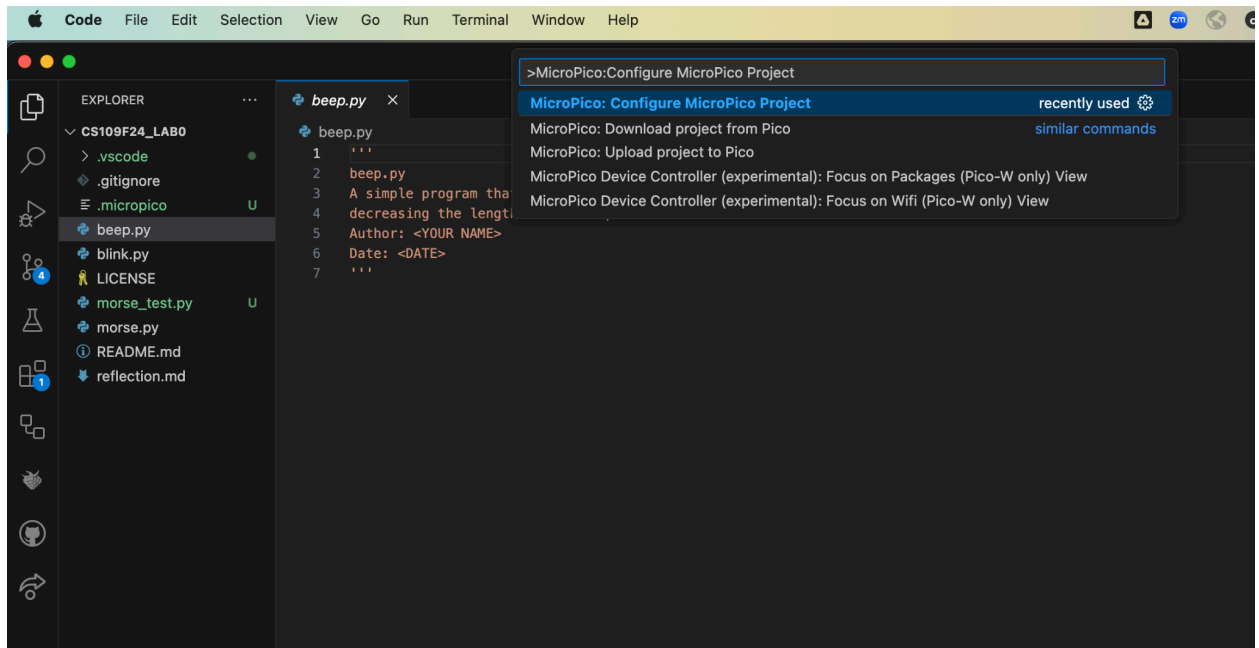 Code File Edit Selection View Go Run Terminal Window Help
zm
>MicroPico:Configure MicroPico Project
MicroPico: Configure MicroPico Project recently used
MicroPico: Download project from Pico similar commands
MicroPico: Upload project to Pico
MicroPico Device Controller (experimental): Focus on Packages (Pico-W only) View
MicroPico Device Controller (experimental): Focus on Wifi (Pico-W only) View
EXPLORER ...
CS109F24_LAB0
.vscode
.gitignore
.micropico U
beep.py
blink.py
LICENSE
morse_test.py U
morse.py
README.md
reflection.md
4
1
beep.py
beep.py
1 '''
2 beep.py
3 A simple program tha
4 decreasing the lengt
5 Author: <YOUR NAME>
6 Date: <DATE>
7 '''